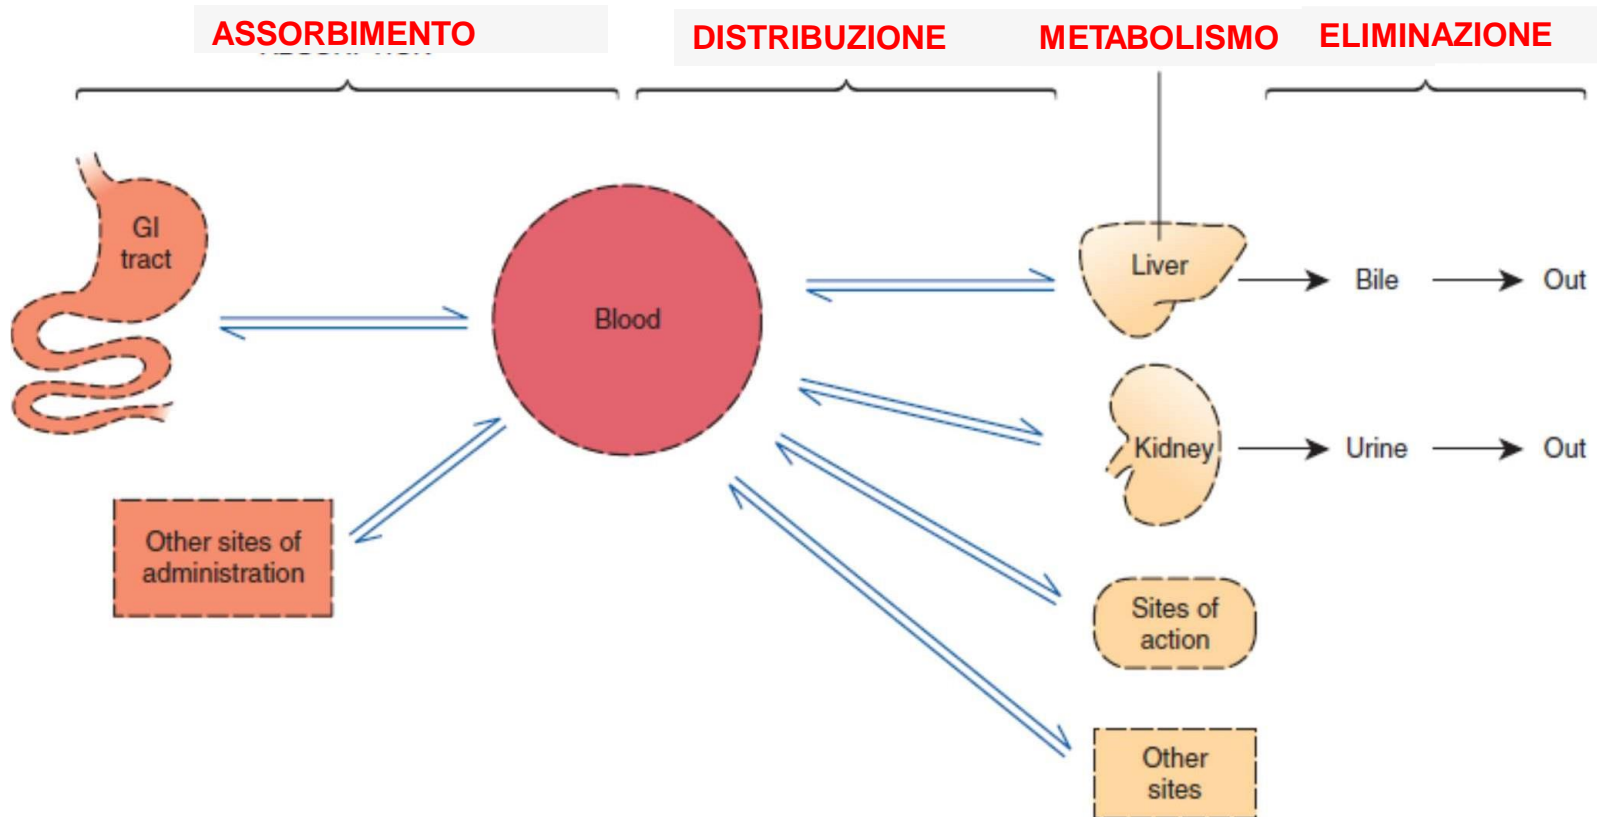 ASSORBIMENTO
DISTRIBUZIONE
METABOLISMO
ELIMINAZIONE
GI
tract
Blood
Liver
Bile
Out
Kidney
Urine
Out
Other sites of
administration
Sites of
action
Other
sites